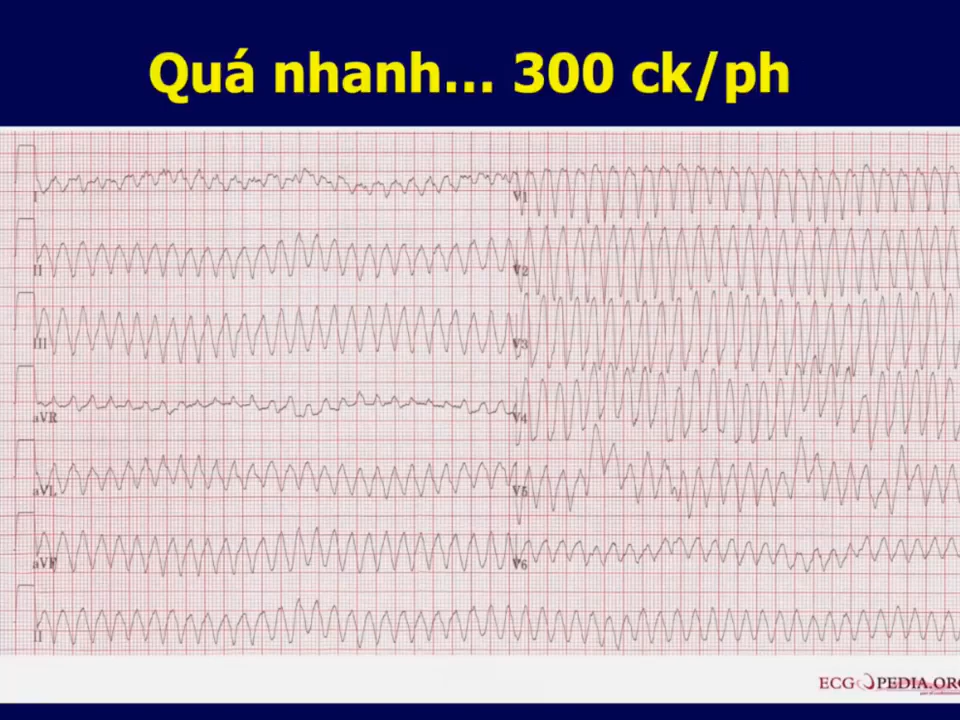 Quá nhanh... 300 ck/ph
I
V1
II
V2
III
V3
aVR
V4
aVL
V5
aVF
V6
II
ECGPEDIA.ORG